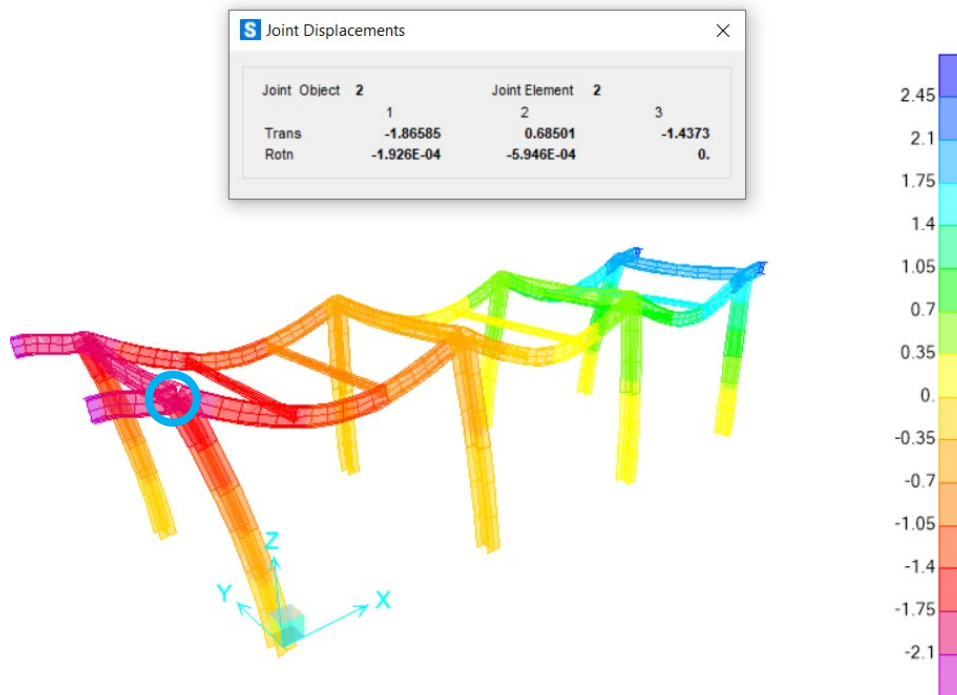 S Joint Displacements
Joint Object 2 Joint Element 2
1 2 3
Trans -1.86585 0.68501 -1.4373
Rotn -1.926E-04 -5.946E-04 0.
2.45
2.1
1.75
1.4
1.05
0.7
0.35
0.
-0.35
-0.7
-1.05
-1.4
-1.75
-2.1
Z
Y
X